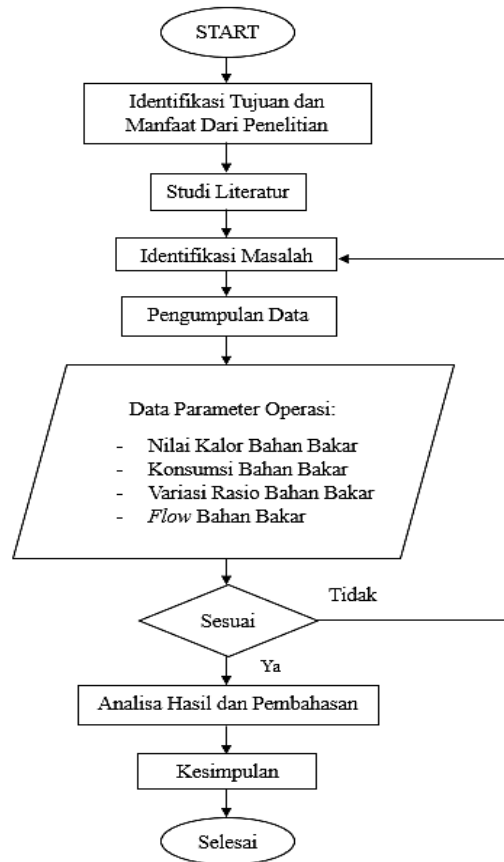 START
Identifikasi Tujuan dan
Manfaat Dari Penelitian
Studi Literatur
Identifikasi Masalah
Pengumpulan Data
Data Parameter Operasi:
- Nilai Kalor Bahan Bakar
- Konsumsi Bahan Bakar
- Variasi Rasio Bahan Bakar
- Flow Bahan Bakar
Sesuai
Tidak
Ya
Analisa Hasil dan Pembahasan
Kesimpulan
Selesai